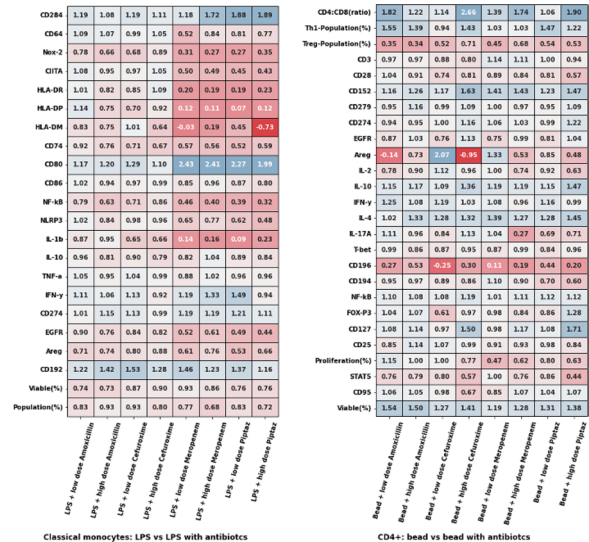 CD284 1.19 1.08 1.19 1.11 1.18 1.72 1.88 1.89
CD64 1.09 1.07 0.99 1.05 0.52 0.84 0.81 0.77
Nox-2 0.78 0.66 0.68 0.89 0.31 0.27 0.27 0.35
CIITA 1.08 0.95 0.97 1.05 0.50 0.49 0.45 0.43
HLA-DR 1.01 0.82 0.85 1.09 0.20 0.19 0.19 0.23
HLA-DP 1.14 0.75 0.70 0.92 0.12 0.11 0.07 0.12
HLA-DM 0.83 0.75 1.01 0.64 -0.03 0.19 0.45 -0.73
CD74 0.92 0.76 0.71 0.67 0.57 0.56 0.52 0.59
CD80 1.17 1.20 1.29 1.10 2.43 2.41 2.27 1.99
CD86 1.02 0.94 0.97 0.99 0.85 0.96 0.87 0.80
NF-kB 0.79 0.63 0.71 0.86 0.46 0.40 0.39 0.32
NLRP3 1.02 0.84 0.98 0.96 0.65 0.77 0.62 0.48
IL-1b 0.87 0.95 0.65 0.66 0.14 0.16 0.09 0.23
IL-10 0.96 0.81 0.90 0.79 0.82 1.04 0.89 0.84
TNF-a 1.05 0.95 1.04 0.99 0.88 1.02 0.96 0.96
IFN-y 1.11 1.06 1.13 0.92 1.19 1.33 1.49 0.94
CD274 1.01 1.15 1.13 0.99 1.19 1.19 1.21 1.11
EGFR 0.90 0.76 0.84 0.82 0.52 0.61 0.49 0.44
Areg 0.71 0.74 0.80 0.88 0.61 0.76 0.53 0.66
CD192 1.22 1.42 1.53 1.28 1.46 1.23 1.37 1.16
Viable(%) 0.74 0.73 0.87 0.90 0.93 0.86 0.76 0.76
Population(%) 0.83 0.93 0.93 0.80 0.77 0.68 0.83 0.72
LPS + low dose Amoxicillin
LPS + high dose Amoxicillin
LPS + low dose Cefuroxime
LPS + high dose Cefuroxime
LPS + low dose Meropenem
LPS + high dose Meropenem
LPS + low dose Piptaz
LPS + high dose Piptaz
Classical monocytes: LPS vs LPS with antibiotcs
CD4:CD8(ratio) 1.82 1.22 1.14 2.66 1.39 1.74 1.06 1.90
Th1-Population(%) 1.55 1.39 0.94 1.43 1.03 1.03 1.47 1.22
Treg-Population(%) 0.35 0.34 0.52 0.71 0.45 0.68 0.54 0.53
CD3 0.97 0.97 0.88 0.80 1.14 1.11 1.00 0.94
CD28 1.04 0.91 0.74 0.81 0.89 0.84 0.81 0.57
CD152 1.27 1.16 1.27 1.63 1.41 1.43 1.23 1.47
CD279 0.95 1.16 0.99 1.09 1.00 0.97 0.95 1.09
CD274 0.94 0.95 1.00 1.16 1.06 1.03 0.99 1.22
EGFR 0.87 1.03 0.76 1.13 0.75 0.99 0.81 1.04
Areg -0.14 0.73 2.07 -0.95 1.33 0.53 0.85 0.48
IL-2 0.78 0.90 1.12 0.96 1.00 0.74 0.92 0.63
IL-10 1.15 1.17 1.09 1.36 1.19 1.19 1.15 1.47
IFN-y 1.25 1.08 1.19 1.03 1.08 0.96 1.16 0.99
IL-4 1.02 1.33 1.28 1.32 1.39 1.27 1.28 1.45
IL-17A 1.11 0.96 0.84 1.13 1.04 0.27 0.69 0.71
T-bet 0.99 0.86 0.87 0.95 0.87 0.99 0.84 0.96
CD196 0.27 0.53 -0.25 0.30 0.11 0.19 0.44 0.20
CD194 0.95 0.97 0.89 0.86 1.10 0.90 0.70 0.60
NF-kB 1.10 1.08 1.08 1.19 1.01 1.11 1.12 1.12
FOX-P3 1.04 1.07 0.61 0.97 0.98 0.84 0.86 1.28
CD127 1.08 1.14 0.97 1.50 0.98 1.17 1.08 1.71
CD25 0.85 1.14 1.07 0.99 0.91 0.93 0.98 0.84
Proliferation(%) 1.15 1.00 1.00 0.77 0.47 0.62 0.80 0.63
STAT5 0.76 0.79 0.80 0.57 1.00 0.76 0.86 0.44
CD95 1.06 1.05 0.98 0.67 0.85 1.07 1.04 1.07
Viable(%) 1.54 1.50 1.27 1.41 1.19 1.28 1.31 1.38
Bead + low dose Amoxicillin
Bead + high dose Amoxicillin
Bead + low dose Cefuroxime
Bead + high dose Cefuroxime
Bead + low dose Meropenem
Bead + high dose Meropenem
Bead + low dose Piptaz
Bead + high dose Piptaz
CD4+: bead vs bead with antibiotcs